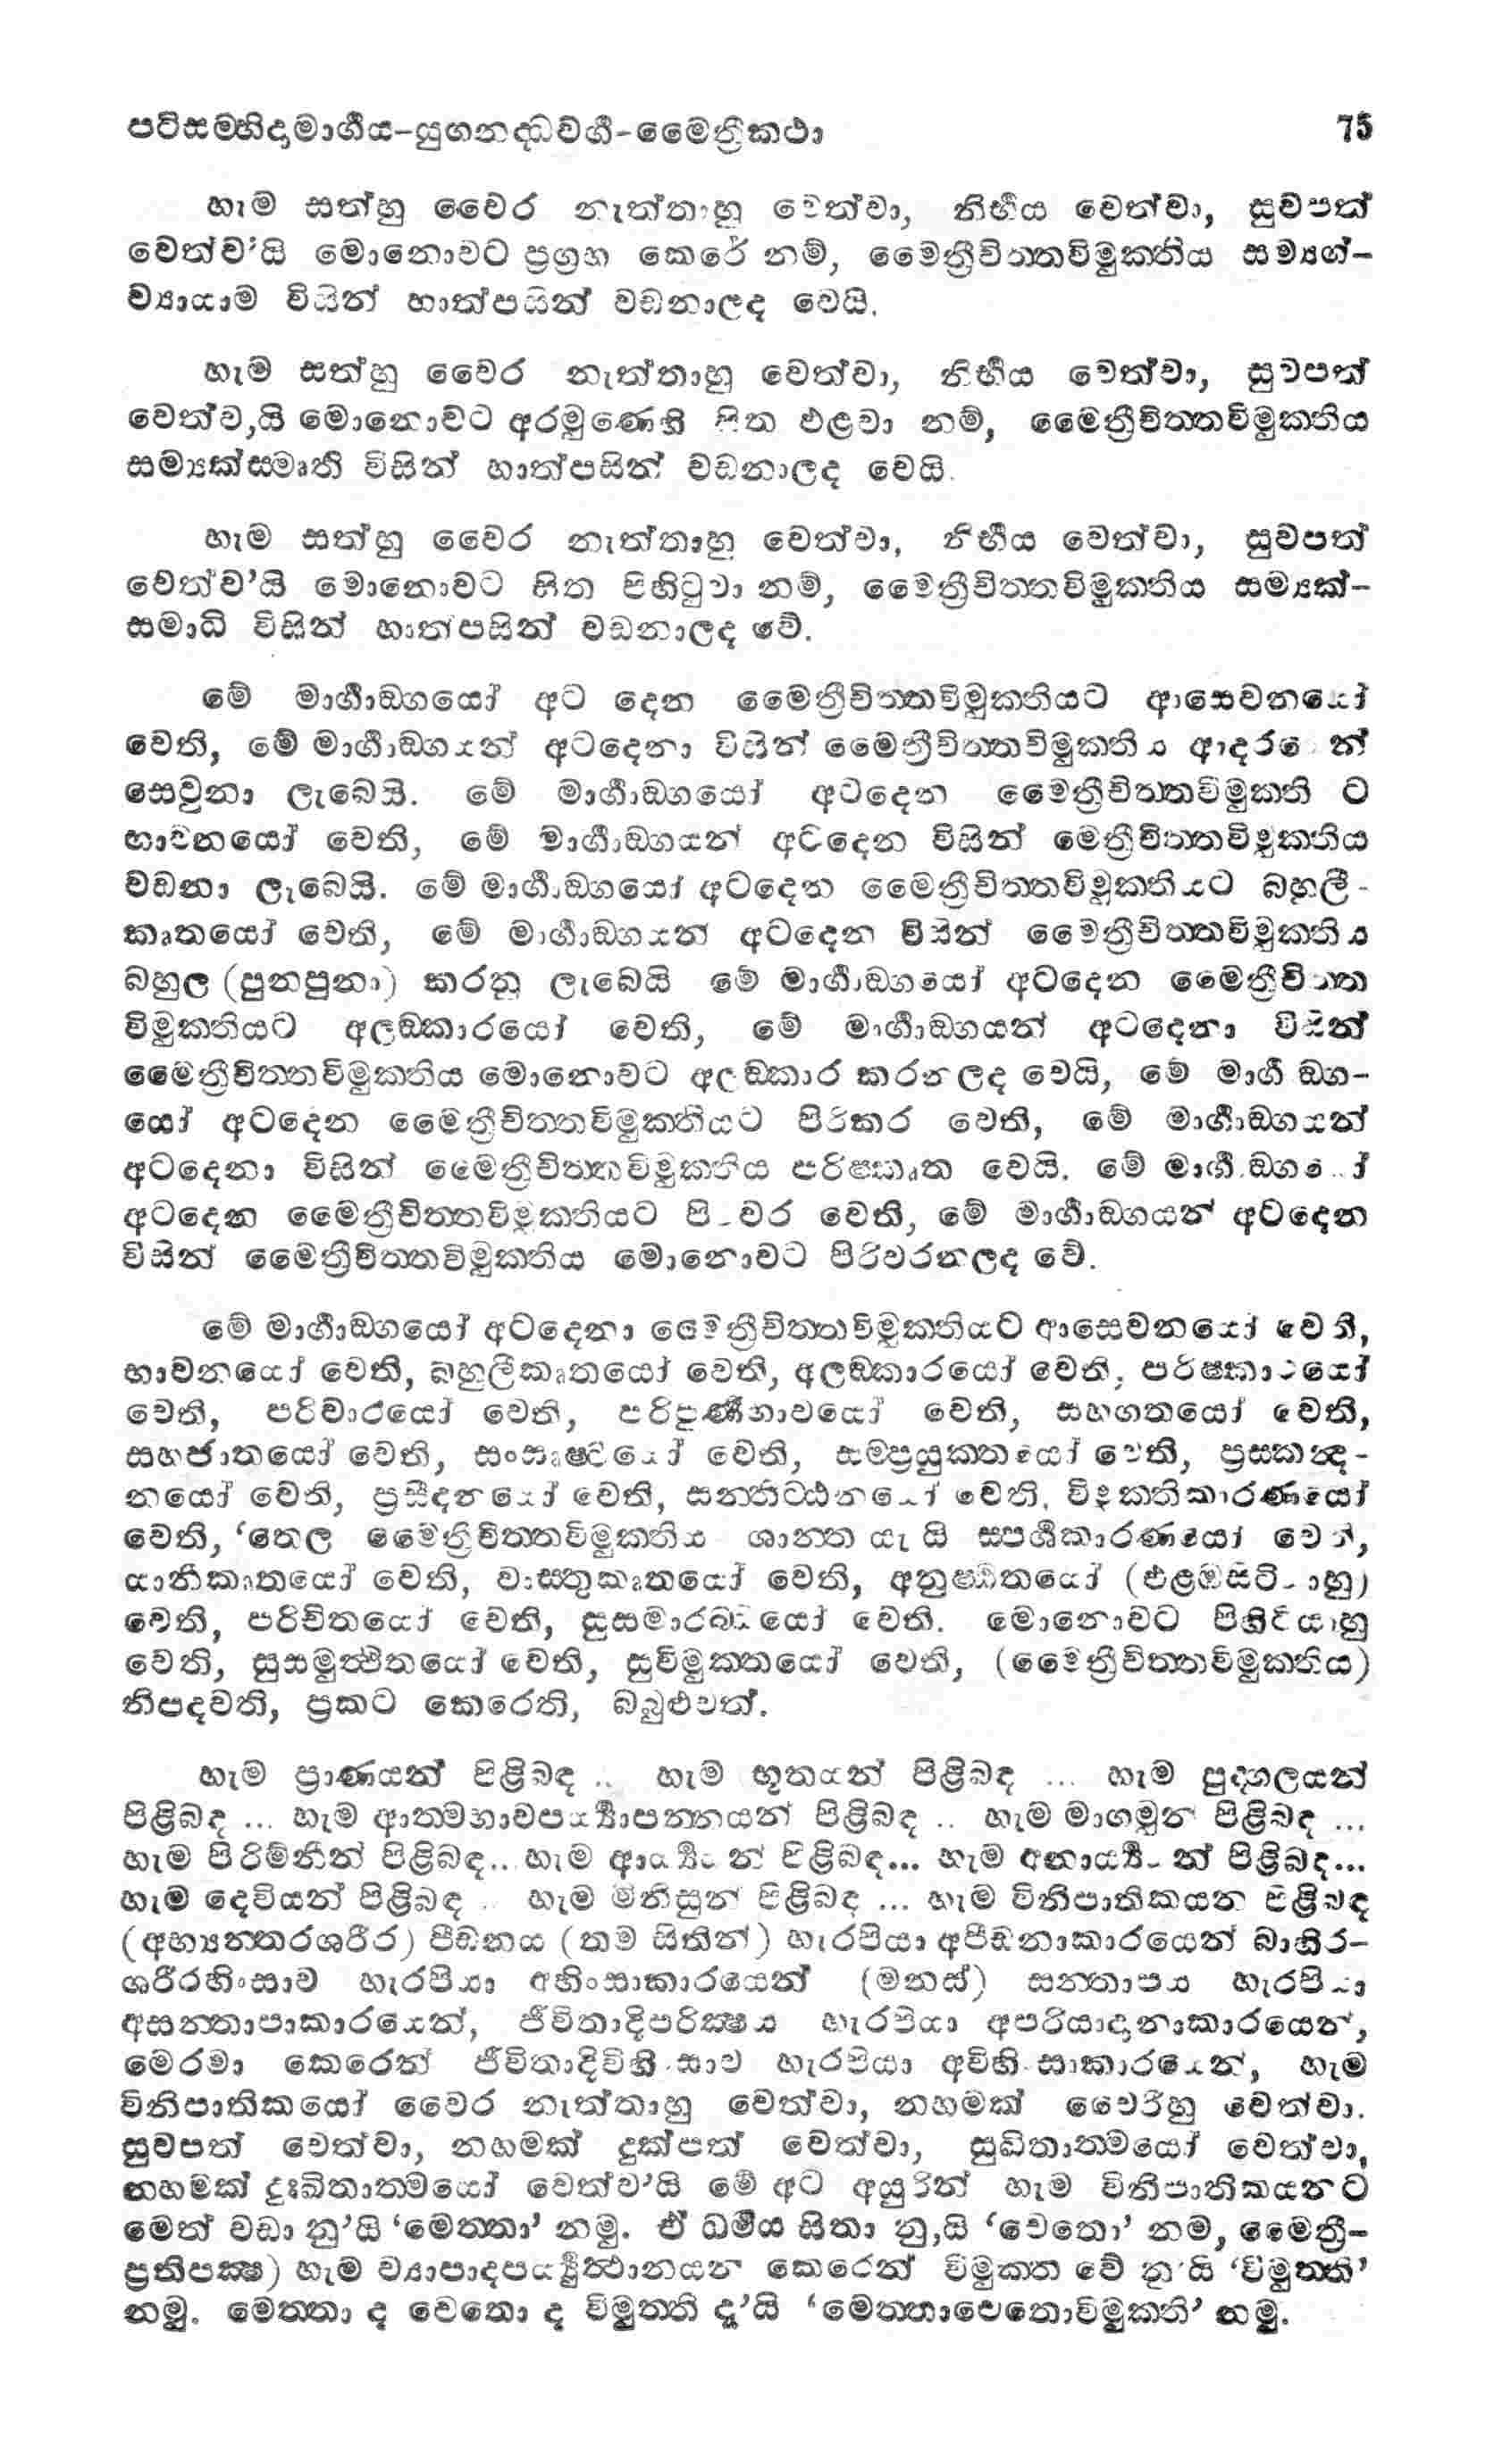 පටිසම්භිදාමාර්ගය-යුගනද්ධවර්ග-මෛත්‍රීකථා 75
හැම සත්හු වෛර නැත්තාහු වෙත්වා, නිර්භය වෙත්වා, සුවපත්
වෙත්ව'යි මොනොවට ප්‍රග්‍රහ කෙරේ නම්, මෛත්‍රීචිත්තවිමුක්තිය සම්‍යග්-
ව්‍යායාම විසින් හාත්පසින් වඩනාලද වෙයි.
හැම සත්හු වෛර නැත්තාහු වෙත්වා, නිර්භය වෙත්වා, සුවපත්
වෙත්ව,යි මොනොවට අරමුණෙහි සිත එළවා නම්, මෛත්‍රීචිත්තවිමුක්තිය
සම්‍යක්ස්මෘති විසින් හාත්පසින් වඩනාලද වෙයි.
හැම සත්හු වෛර නැත්තාහු වෙත්වා, නිර්භය වෙත්වා, සුවපත්
වෙත්ව'යි මොනොවට සිත පිහිටුවා නම්, මෛත්‍රීචිත්තවිමුක්තිය සම්‍යක්-
සමාධි විසින් හාත්පසින් වඩනාලද වේ.
මේ මාර්ගාඞ්ගයෝ අට දෙන මෛත්‍රීචිත්තවිමුක්තියට ආසෙවනයෝ
වෙති, මේ මාර්ගාඞ්ගයන් අටදෙනා විසින් මෛත්‍රීචිත්තවිමුක්තිය ආදරයෙන්
සෙවුනා ලැබෙයි. මේ මාර්ගාඞ්ගයෝ අටදෙන මෛත්‍රීචිත්තවිමුක්ති ට
භාවනයෝ වෙති, මේ මාර්ගාඞ්ගයන් අටදෙන විසින් මෙත්‍රීචිත්තවිමුක්තිය
වඩනා ලැබෙයි. මේ මාර්ගාඞ්ගයෝ අටදෙන මෛත්‍රීචිත්තවිමුක්තියට බහුලී-
කෘතයෝ වෙති, මේ මාර්ගාඞ්ගයන් අටදෙන විසින් මෛත්‍රීචිත්තවිමුක්තිය
බහුල (පුනපුනා) කරනු ලැබෙයි මේ මාර්ගාඞ්ගයෝ අටදෙන මෛත්‍රීචිත්ත
විමුක්තියට අලඞ්කාරයෝ වෙති, මේ මාර්ගාඞ්ගයන් අටදෙනා විසින්
මෛත්‍රීචිත්තවිමුක්තිය මොනොවට අලඞ්කාර කරනලද වෙයි, මේ මාර්ග ඞ්ග-
යෝ අටදෙන මෛත්‍රීචිත්තවිමුක්තියට පිරිකර වෙති, මේ මාර්ගාඞ්ගයන්
අටදෙනා විසින් මෛත්‍රීචිත්තවිමුක්තිය පරිෂ්කෘත වෙයි. මේ මාර්ගාඞ්ගයෝ
අටදෙන මෛත්‍රීචිත්තවිමුක්තියට පිරිවර වෙති, මේ මාර්ගාඞ්ගයන් අටදෙන
විසින් මෛත්‍රීචිත්තවිමුක්තිය මොනොවට පිරිවරනලද වේ.
මේ මාර්ගාඞ්ගයෝ අටදෙනා මෛත්‍රීචිත්තවිමුක්තියට ආසෙවනයෝ වෙති,
භාවනයෝ වෙති, බහුලීකෘතයෝ වෙති, අලඞ්කාරයෝ වෙති, පරිෂ්කාරයෝ
වෙති, පරිවාරයෝ වෙති, පරිපූර්ණභාවයෝ වෙති, සහගතයෝ වෙති,
සහජාතයෝ වෙති, සංසෘෂ්ටයෝ වෙති, සම්ප්‍රයුක්තයෝ වෙති, ප්‍රස්කන්ද-
නයෝ වෙති, ප්‍රසීදනයෝ වෙති, සන්තිට්ඨනයෝ වෙති, විමුක්තිකාරණයෝ
වෙති, 'තෙල මෛත්‍රිචිත්තවිමුක්තිය ශාන්ත යැ යි ස්පර්ශකාරණයෝ වෙති,
යානීකෘතයෝ වෙති, වාස්තුකෘතයෝ වෙති, අනුෂ්ඨිතයෝ (එළඹසිටියාහු)
වෙති, පරිචිතයෝ වෙති, සුසමාරබ්ධයෝ වෙති. මොනොවට පිහිටියාහු
වෙති, සුසමුත්ථිතයෝ වෙති, සුවිමුක්තයෝ වෙති, (මෛත්‍රීචිත්තවිමුක්තිය)
නිපදවති, ප්‍රකට කෙරෙති, බබුළුවත්.
හැම ප්‍රාණයන් පිළිබඳ .. හැම භූතයන් පිළිබඳ ... හැම පුද්ගලයන්
පිළිබඳ ... හැම ආත්මභාවපර්‍ය්‍යාපන්නයන් පිළිබඳ .. හැම මාගමුන් පිළිබඳ ...
හැම පිරිමීනීන් පිළිබඳ.. හැම ආර්‍ය්‍යයන් පිළිබඳ... හැම අනාර්‍ය්‍යයන් පිළිබඳ...
හැම දෙවියන් පිළිබඳ .. හැම මිනිසුන් පිළිබඳ ... හැම විනිපාතිකයන පිළිබඳ
(අභ්‍යන්තරශරීර) පීඩනය (තම සිතින්) හැරපියා අපීඩනාකාරයෙන් බාහිර-
ශරීරහිංසාව හැරපියා අහිංසාකාරයෙන් (මනස්) සන්තාපය හැරපියා
අසන්තාපාකාරයෙන්, ජීවිතාදිපරික්ෂය හැරපියා අපරියාදානාකාරයෙන්,
මෙරමා කෙරෙන් ජීවිතාදිවිහිංසාව හැරපියා අවිහිංසාකාරයෙන්, හැම
විනිපාතිකයෝ වෛර නැත්තාහු වෙත්වා, නහමක් වෛරීහු වෙත්වා.
සුවපත් වෙත්වා, නහමක් දුක්පත් වෙත්වා, සුඛිතාත්මයෝ වෙත්වා,
නහමක් දුඃඛිතාත්මයෝ වෙත්ව'යි මේ අට අයුරින් හැම විනිපාතිකයනට
මෙත් වඩා නු'යි 'මෙත්තා' නමු. ඒ ධර්මය සිතා නු,යි 'චෙතො' නම, මෛත්‍රී-
ප්‍රතිපක්ෂ) හැම ව්‍යාපාදපර්‍ය්‍යුත්ථානයන කෙරෙන් විමුක්ත වේ නු'යි 'විමුත්ති'
නමු. මෙත්තා ද චෙතො ද විමුත්ති දැ'යි 'මෙත්තාචෙතොවිමුක්ති' නමු.